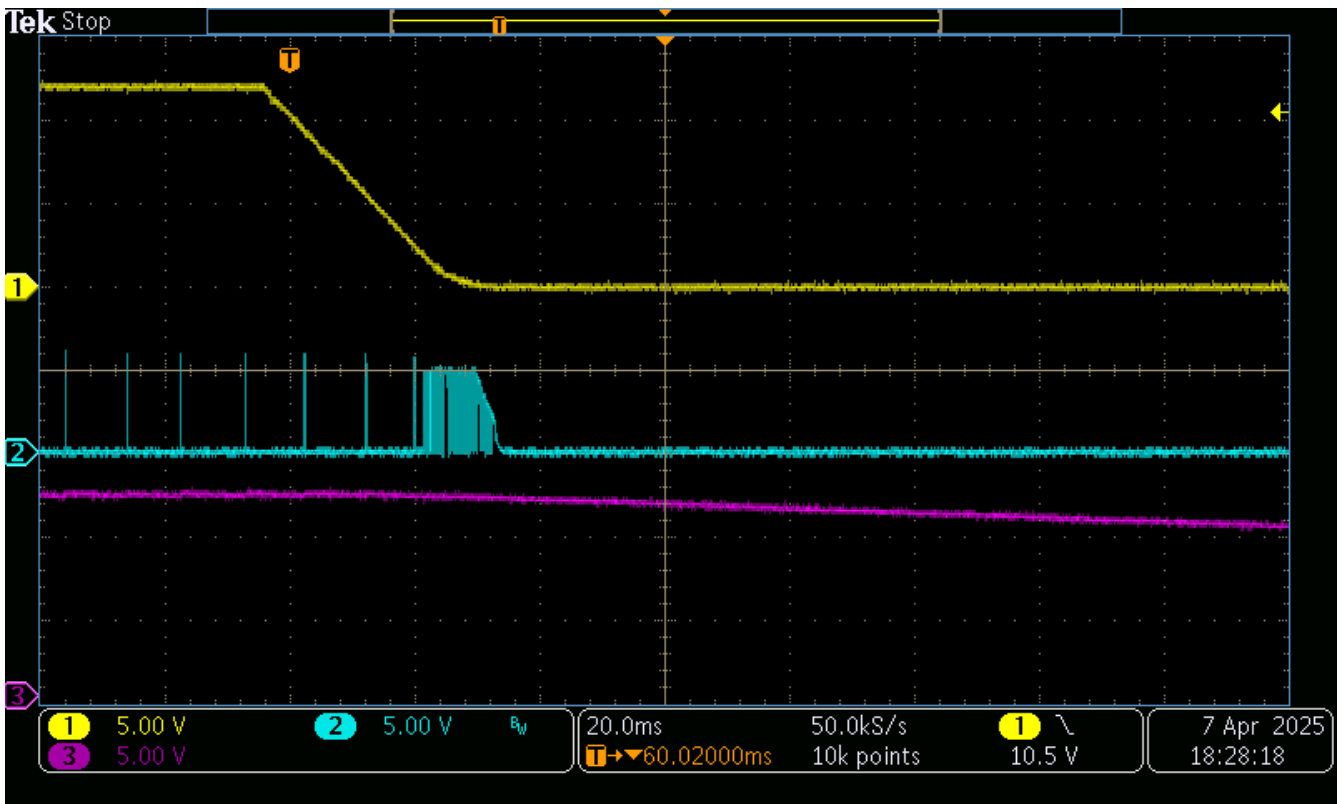 Tek Stop
T
T
1
2
3
1 5.00 V 2 5.00 V BW
3 5.00 V
20.0ms 50.0kS/s 1 \
T→▼60.02000ms 10k points 10.5 V
7 Apr 2025
18:28:18